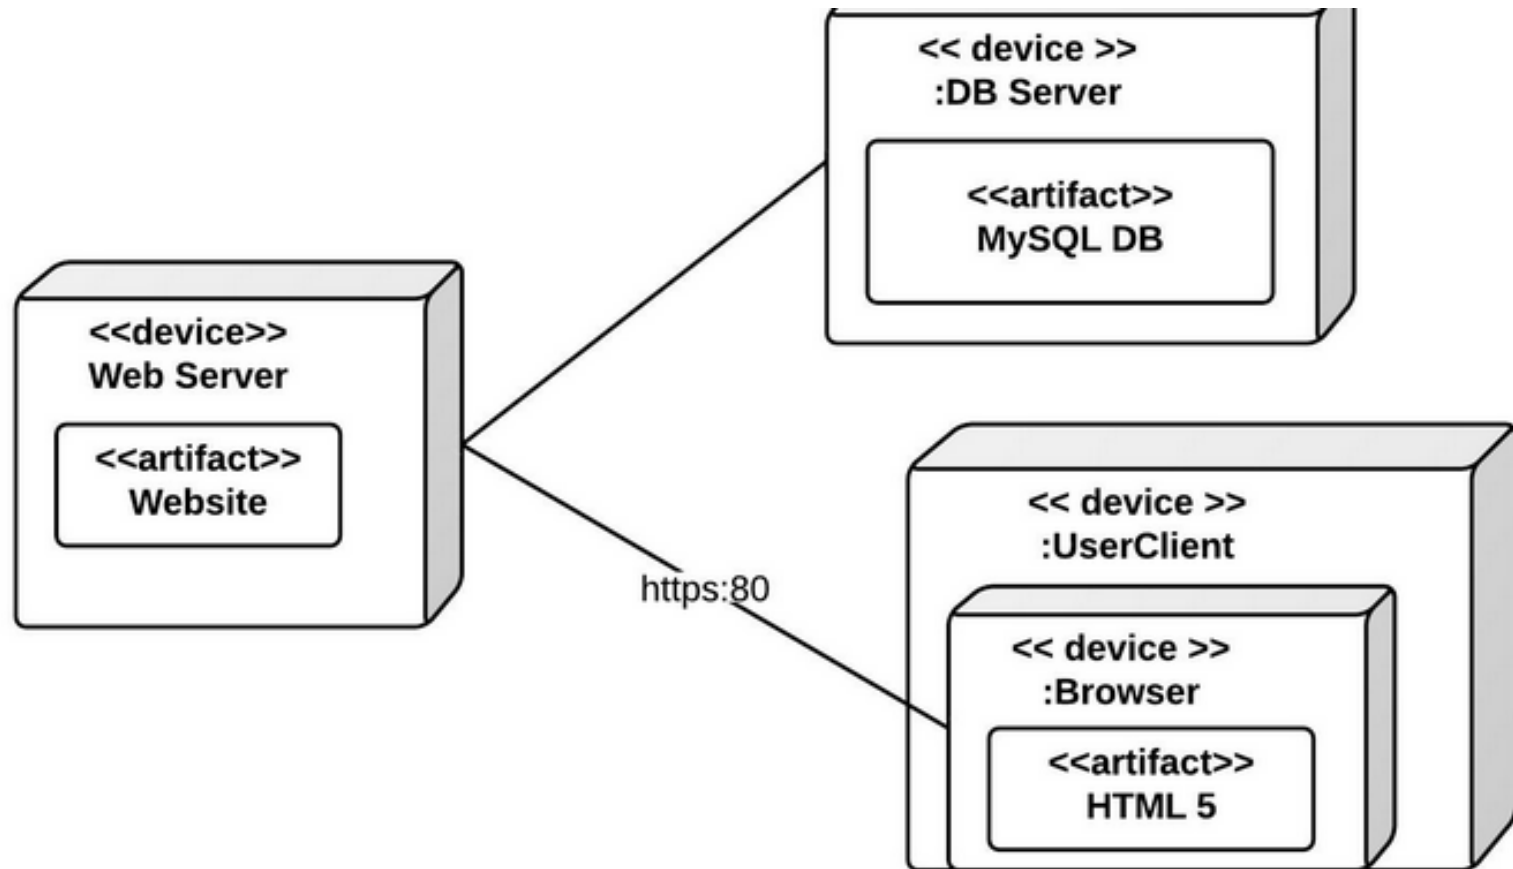 << device >>
:DB Server
<<artifact>>
MySQL DB
<<device>>
Web Server
<<artifact>>
Website
https:80
<< device >>
:UserClient
<< device >>
:Browser
<<artifact>>
HTML 5